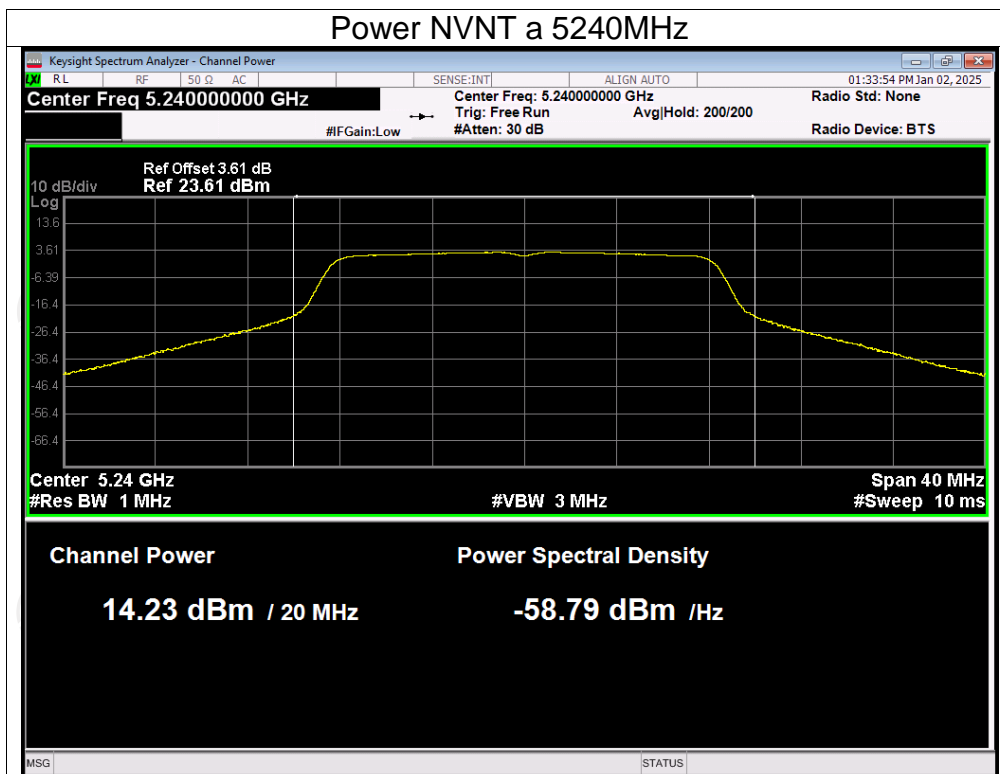 Power NVNT a 5240MHz
Keysight Spectrum Analyzer - Channel Power
LXI RL RF 50 Ω AC SENSE:INT ALIGN AUTO 01:33:54 PM Jan 02, 2025
Center Freq 5.240000000 GHz Center Freq: 5.240000000 GHz Radio Std: None
Trig: Free Run Avg|Hold: 200/200
#IFGain:Low #Atten: 30 dB Radio Device: BTS
Ref Offset 3.61 dB
10 dB/div Ref 23.61 dBm
Log
13.6
3.61
-6.39
-16.4
-26.4
-36.4
-46.4
-56.4
-66.4
Center 5.24 GHz Span 40 MHz
#Res BW 1 MHz #VBW 3 MHz #Sweep 10 ms
Channel Power Power Spectral Density
14.23 dBm / 20 MHz -58.79 dBm /Hz
MSG STATUS